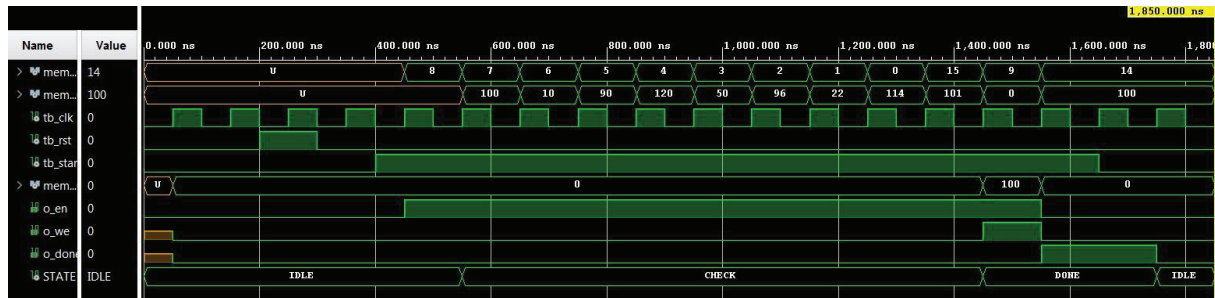 1,850.000 ns
Name Value 0.000 ns 200.000 ns 400.000 ns 600.000 ns 800.000 ns 1,000.000 ns 1,200.000 ns 1,400.000 ns 1,600.000 ns 1,80
mem... 14 U 8 7 6 5 4 3 2 1 0 15 9 14
mem... 100 U 100 10 90 120 50 96 22 114 101 0 100
tb_clk 0
tb_rst 0
tb_star 0
mem... 0 U 0 100 0
o_en 0
o_we 0
o_done 0
STATE IDLE IDLE CHECK DONE IDLE